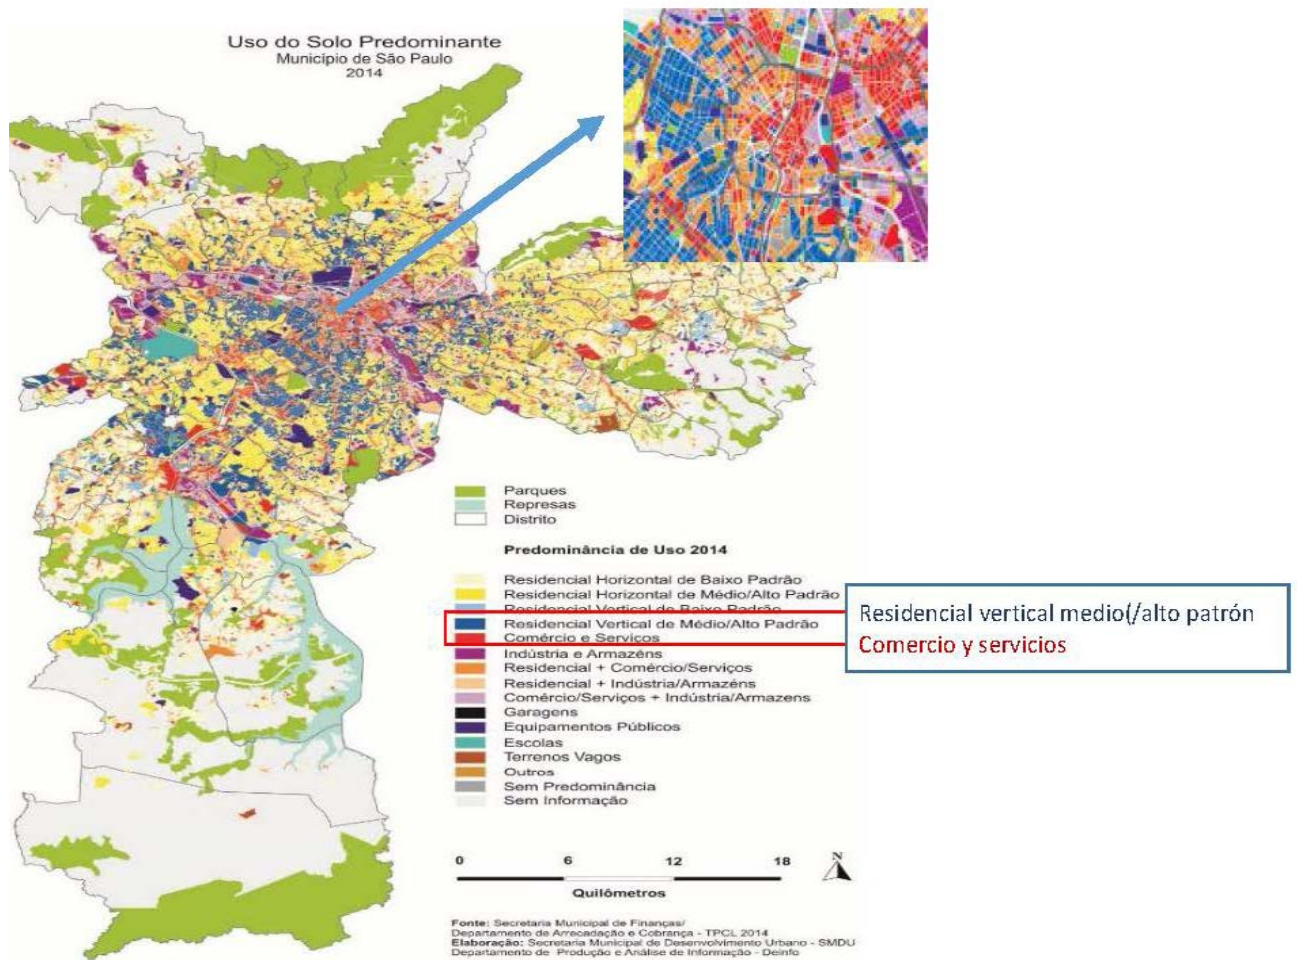 Uso do Solo Predominante
Município de São Paulo
2014
Parques
Represas
Distrito
Predominância de Uso 2014
Residencial Horizontal de Baixo Padrão
Residencial Horizontal de Médio/Alto Padrão
Residencial Vertical de Baixo Padrão
Residencial Vertical de Médio/Alto Padrão
Comércio e Serviços
Indústria e Armazéns
Residencial + Comércio/Serviços
Residencial + Indústria/Armazéns
Comércio/Serviços + Indústria/Armazens
Garagens
Equipamentos Públicos
Escolas
Terrenos Vagos
Outros
Sem Predominância
Sem Informação
Residencial vertical medio(/alto patrón
Comercio y servicios
0 6 12 18
N
Quilômetros
Fonte: Secretaria Municipal de Finanças/
Departamento de Arrecadação e Cobrança - TPCL 2014
Elaboração: Secretaria Municipal de Desenvolvimento Urbano - SMDU
Departamento de Produção e Análise de Informação - Deinfo